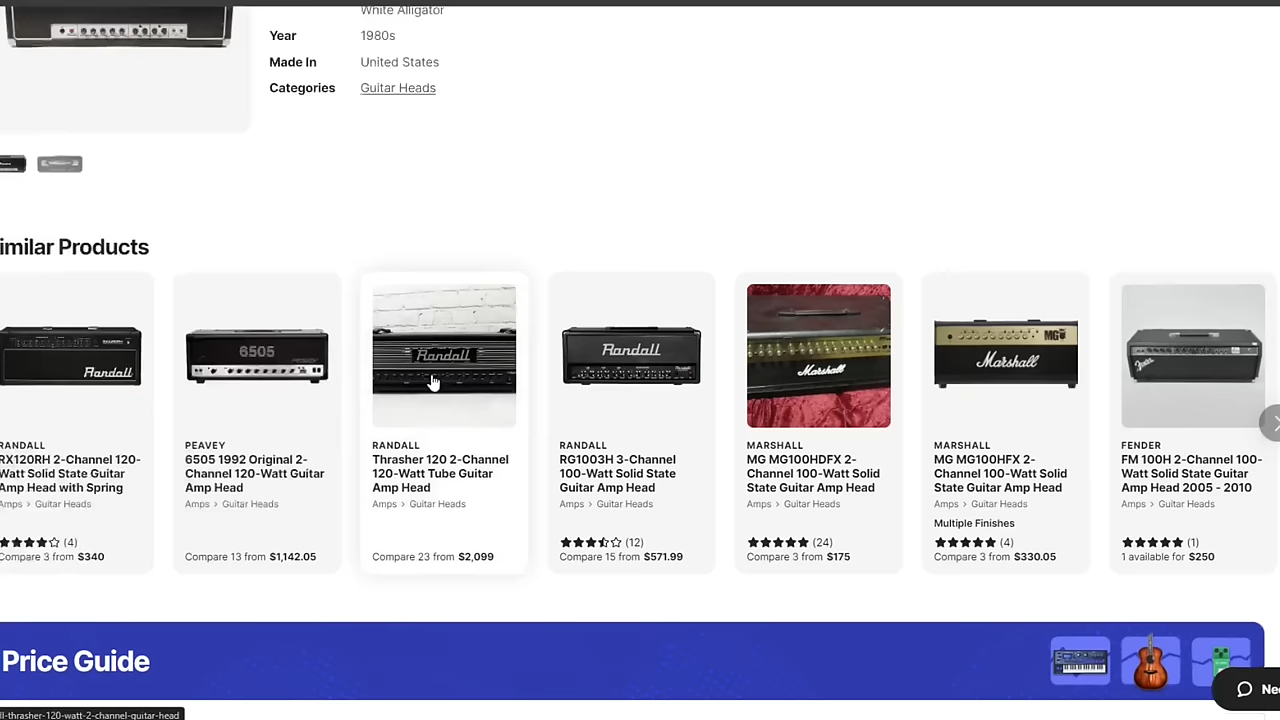 White Alligator
Year 1980s
Made In United States
Categories Guitar Heads
imilar Products
Randall
6505
Randall
Randall
Marshall
MG
Marshall
Fender
RANDALL
RX120RH 2-Channel 120-
Watt Solid State Guitar
Amp Head with Spring
Amps > Guitar Heads
(4)
Compare 3 from $340
PEAVEY
6505 1992 Original 2-
Channel 120-Watt Guitar
Amp Head
Amps > Guitar Heads
Compare 13 from $1,142.05
RANDALL
Thrasher 120 2-Channel
120-Watt Tube Guitar
Amp Head
Amps > Guitar Heads
Compare 23 from $2,099
RANDALL
RG1003H 3-Channel
100-Watt Solid State
Guitar Amp Head
Amps > Guitar Heads
(12)
Compare 15 from $571.99
MARSHALL
MG MG100HDFX 2-
Channel 100-Watt Solid
State Guitar Amp Head
Amps > Guitar Heads
(24)
Compare 3 from $175
MARSHALL
MG MG100HFX 2-
Channel 100-Watt Solid
State Guitar Amp Head
Amps > Guitar Heads
Multiple Finishes
(4)
Compare 3 from $330.05
FENDER
FM 100H 2-Channel 100-
Watt Solid State Guitar
Amp Head 2005 - 2010
Amps > Guitar Heads
(1)
1 available for $250
Price Guide
Nee
ll-thrasher-120-watt-2-channel-guitar-head